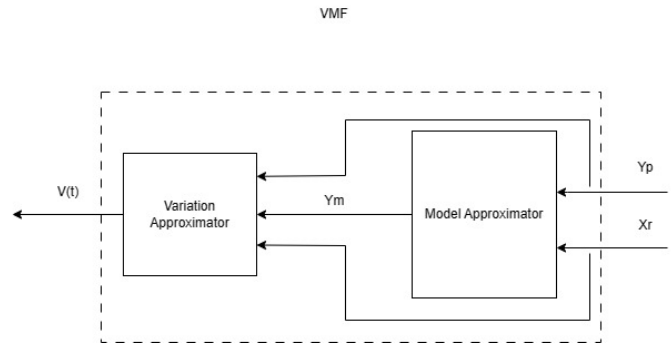 VMF
V(t)
Variation
Approximator
Ym
Model Approximator
Yp
Xr